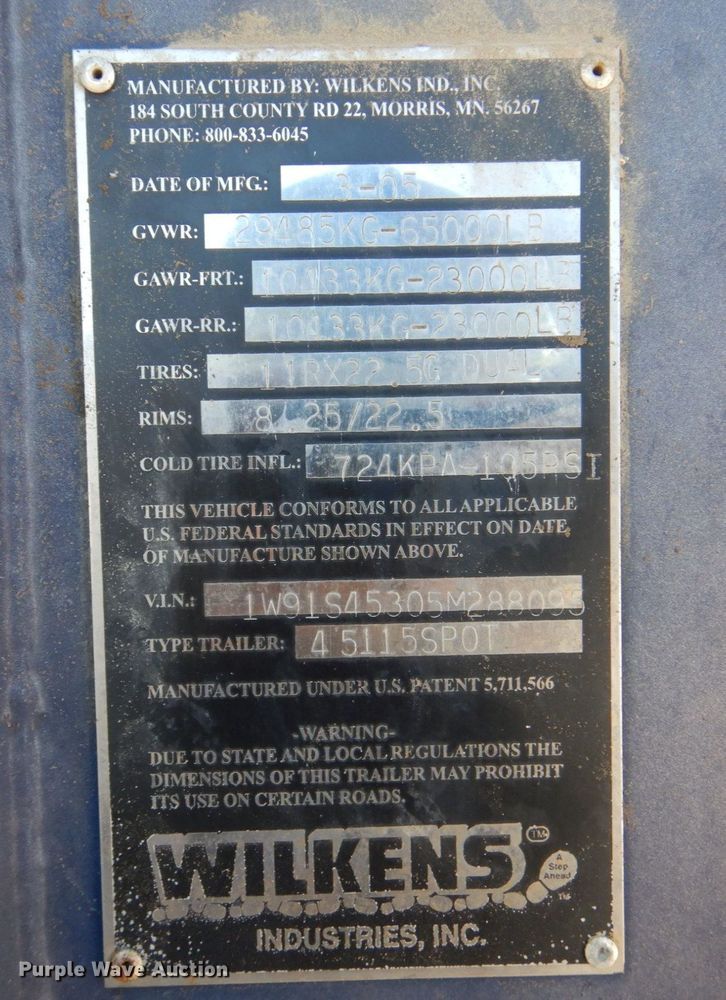 MANUFACTURED BY: WILKENS IND., INC.
184 SOUTH COUNTY RD 22, MORRIS, MN. 56267
PHONE: 800-833-6045
DATE OF MFG.: 3-05
GVWR: 29485KG-65000LB
GAWR-FRT.: 10433KG-23000LB
GAWR-RR.: 10433KG-23000LB
TIRES: 11RX22.5G DUAL
RIMS: 8.25/22.5
COLD TIRE INFL.: 724KPA-105PSI
THIS VEHICLE CONFORMS TO ALL APPLICABLE
U.S. FEDERAL STANDARDS IN EFFECT ON DATE
OF MANUFACTURE SHOWN ABOVE.
V.I.N.: 1W91S45305M288095
TYPE TRAILER: 45115SPOT
MANUFACTURED UNDER U.S. PATENT 5,711,566
-WARNING-
DUE TO STATE AND LOCAL REGULATIONS THE
DIMENSIONS OF THIS TRAILER MAY PROHIBIT
ITS USE ON CERTAIN ROADS.
WILKENS TM
A
Step
Ahead
TM
INDUSTRIES, INC.
Purple Wave Auction